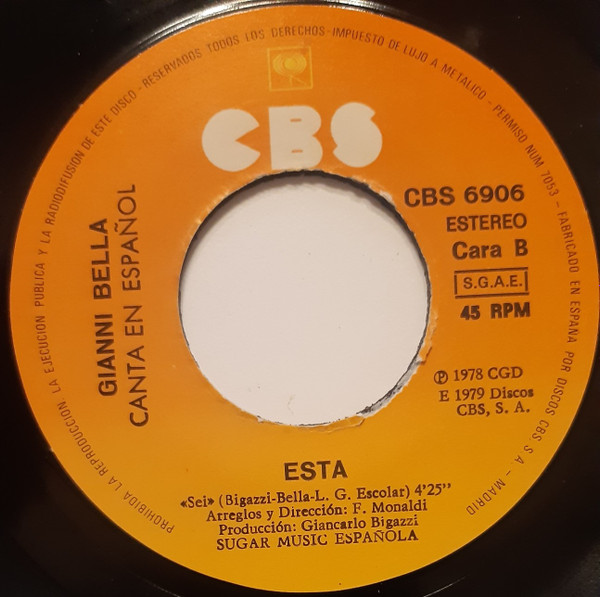 PROHIBIDA LA REPRODUCCIÓN, LA EJECUCION PUBLICA Y LA RADIODIFUSION DE ESTE DISCO - RESERVADOS TODOS LOS DERECHOS - IMPUESTO DE LUJO A METALICO - PERMISO NUM. 7053 - FABRICADO EN ESPAÑA POR DISCOS CBS S A - MADRID
CBS
GIANNI BELLA
CANTA EN ESPAÑOL
CBS 6906
ESTEREO
Cara B
S.G.A.E.
45 RPM
Ⓟ 1978 CGD
E 1979 Discos
CBS, S. A.
ESTA
«Sei» (Bigazzi-Bella-L. G. Escolar) 4'25"
Arreglos y Dirección: F. Monaldi
Producción: Giancarlo Bigazzi
SUGAR MUSIC ESPAÑOLA